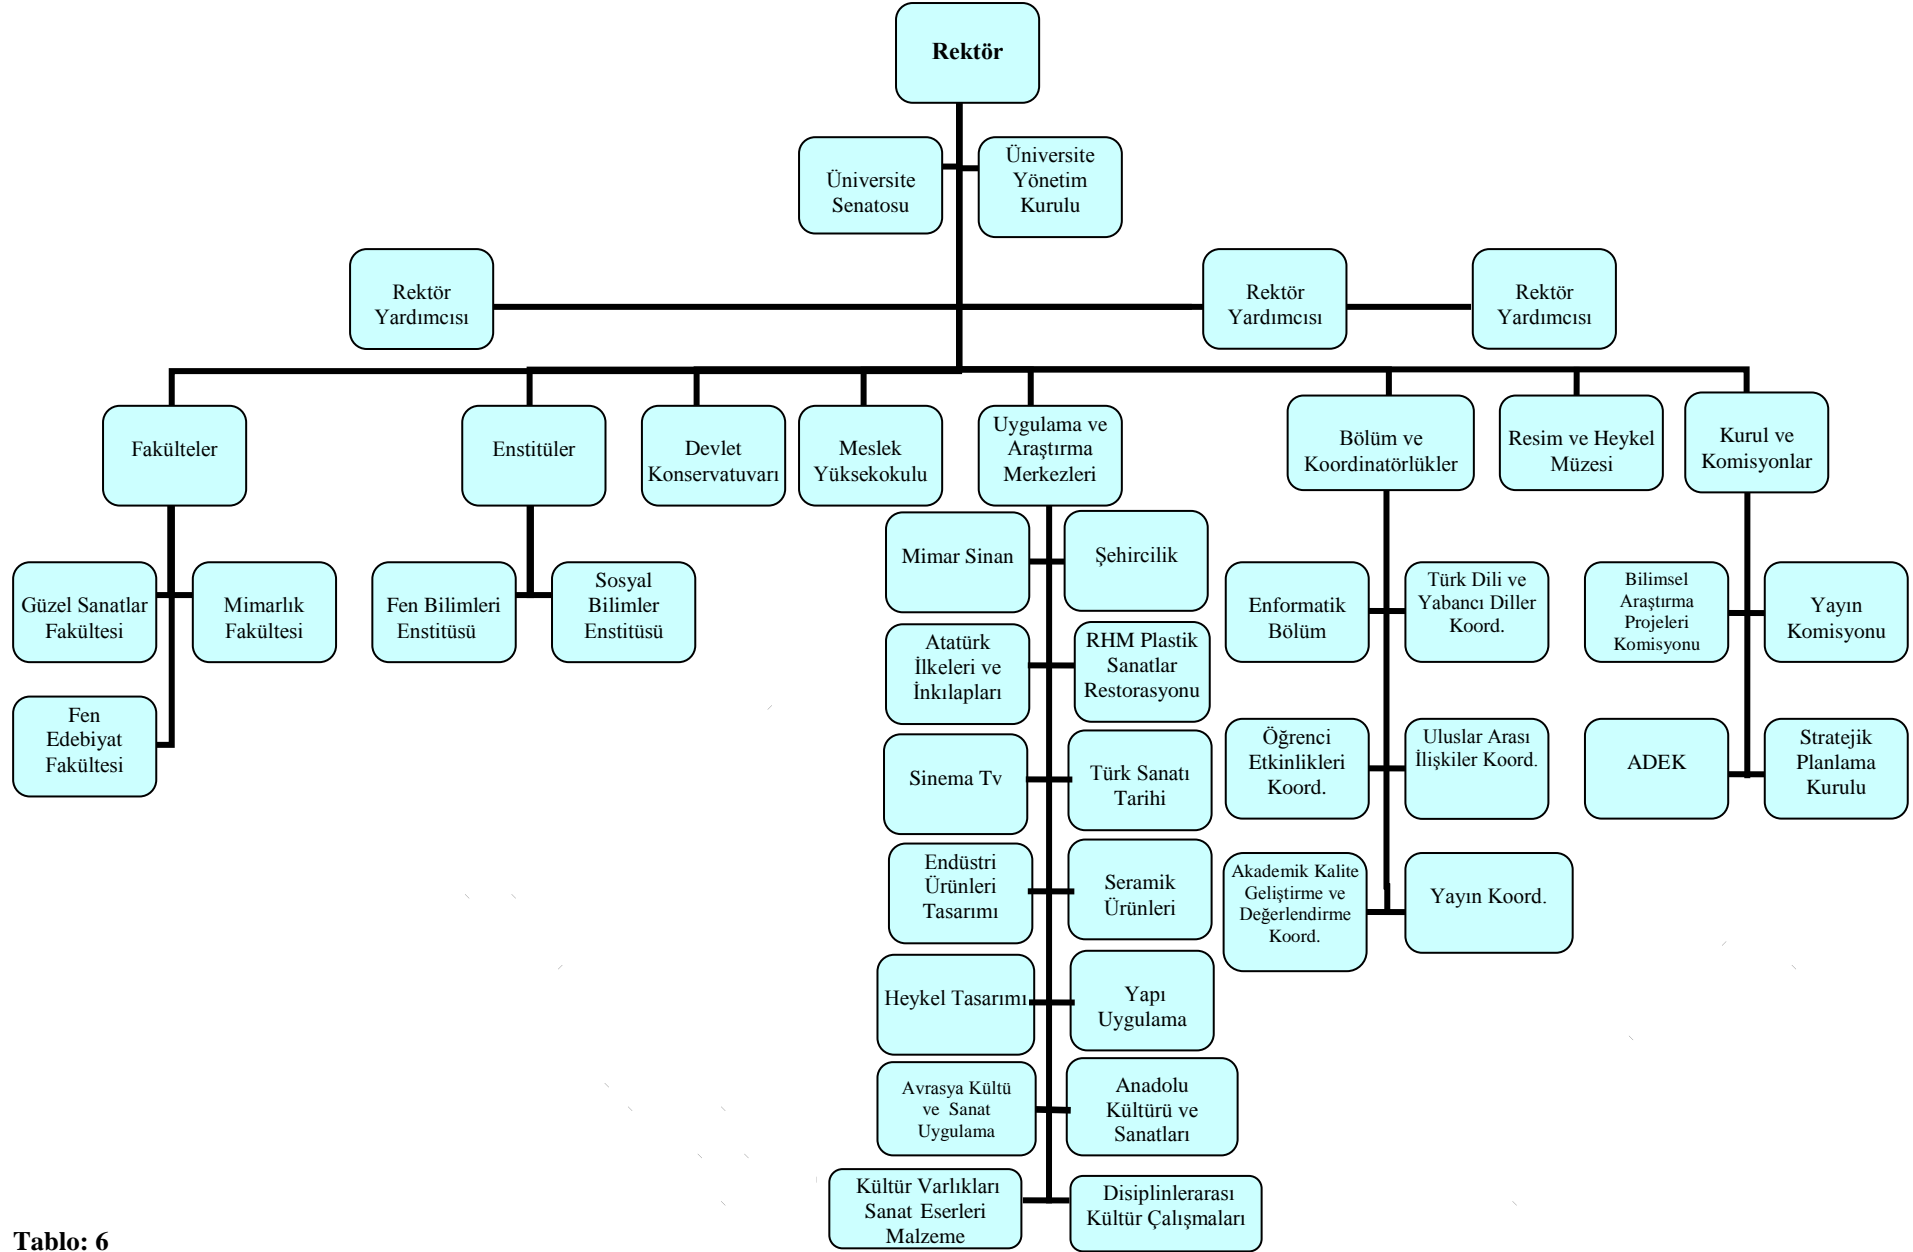 Rektör
Üniversite
Senatosu
Üniversite
Yönetim
Kurulu
Rektör
Yardımcısı
Rektör
Yardımcısı
Rektör
Yardımcısı
Fakülteler
Enstitüler
Devlet
Konservatuvarı
Meslek
Yüksekokulu
Uygulama ve
Araştırma
Merkezleri
Bölüm ve
Koordinatörlükler
Resim ve Heykel
Müzesi
Kurul ve
Komisyonlar
Güzel Sanatlar
Fakültesi
Mimarlık
Fakültesi
Fen
Edebiyat
Fakültesi
Fen Bilimleri
Enstitüsü
Sosyal
Bilimler
Enstitüsü
Mimar Sinan
Şehircilik
Atatürk
İlkeleri ve
İnkılapları
RHM Plastik
Sanatlar
Restorasyonu
Sinema Tv
Türk Sanatı
Tarihi
Endüstri
Ürünleri
Tasarımı
Seramik
Ürünleri
Heykel Tasarımı
Yapı
Uygulama
Avrasya Kültü
ve Sanat
Uygulama
Anadolu
Kültürü ve
Sanatları
Kültür Varlıkları
Sanat Eserleri
Malzeme
Disiplinlerarası
Kültür Çalışmaları
Enformatik
Bölüm
Türk Dili ve
Yabancı Diller
Koord.
Öğrenci
Etkinlikleri
Koord.
Uluslar Arası
İlişkiler Koord.
Akademik Kalite
Geliştirme ve
Değerlendirme
Koord.
Yayın Koord.
Bilimsel
Araştırma
Projeleri
Komisyonu
Yayın
Komisyonu
ADEK
Stratejik
Planlama
Kurulu
Tablo: 6